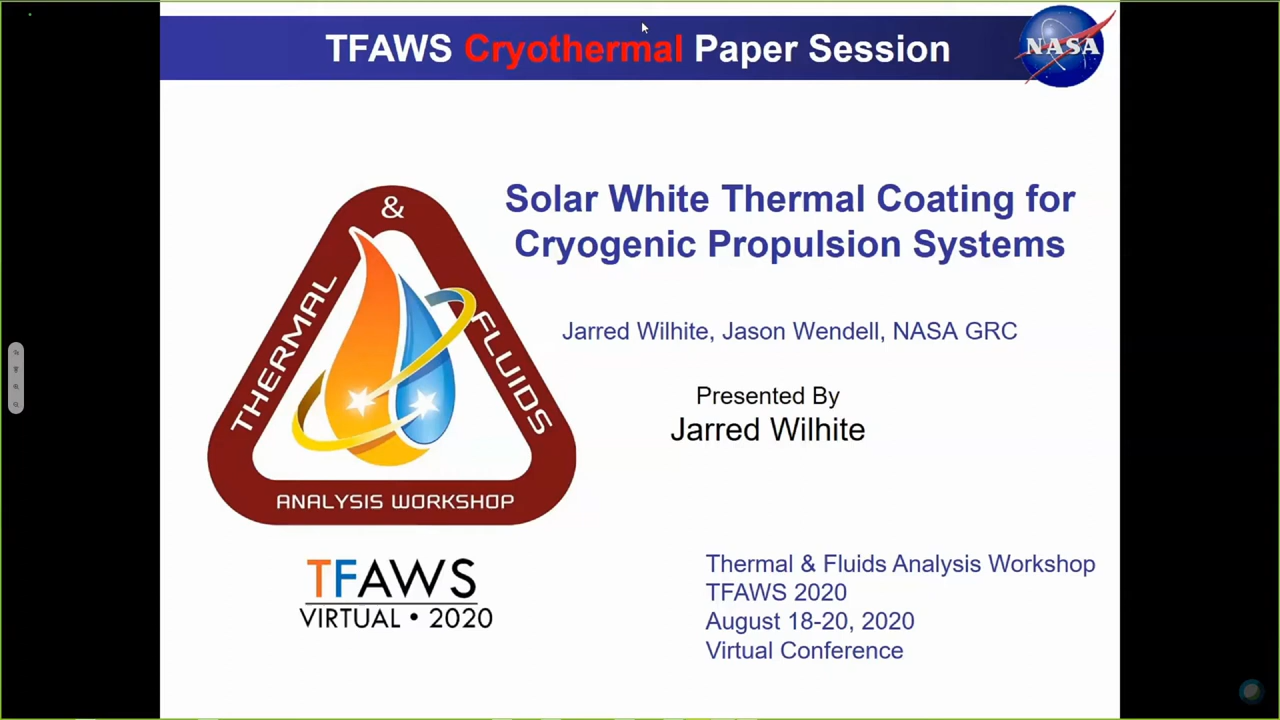 TFAWS Cryothermal Paper Session
NASA
&
THERMAL
FLUIDS
ANALYSIS WORKSHOP
Solar White Thermal Coating for
Cryogenic Propulsion Systems
Jarred Wilhite, Jason Wendell, NASA GRC
Presented By
Jarred Wilhite
TFAWS
VIRTUAL • 2020
Thermal & Fluids Analysis Workshop
TFAWS 2020
August 18-20, 2020
Virtual Conference